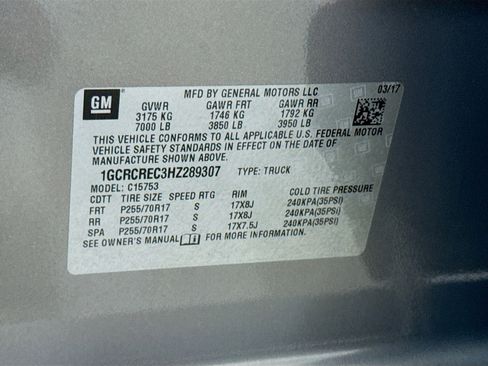 GM
MFD BY GENERAL MOTORS LLC 03/17
GVWR GAWR FRT GAWR RR
3175 KG 1746 KG 1792 KG
7000 LB 3850 LB 3950 LB
THIS VEHICLE CONFORMS TO ALL APPLICABLE U.S. FEDERAL MOTOR
VEHICLE SAFETY STANDARDS IN EFFECT ON THE DATE OF
MANUFACTURE SHOWN ABOVE.
1GCRCREC3HZ289307 TYPE: TRUCK
MODEL: C15753
CDTT TIRE SIZE SPEED RTG RIM COLD TIRE PRESSURE
FRT P255/70R17 S 17X8J 240KPA(35PSI)
RR P255/70R17 S 17X8J 240KPA(35PSI)
SPA P255/70R17 S 17X7.5J 240KPA(35PSI)
SEE OWNER'S MANUAL FOR MORE INFORMATION.